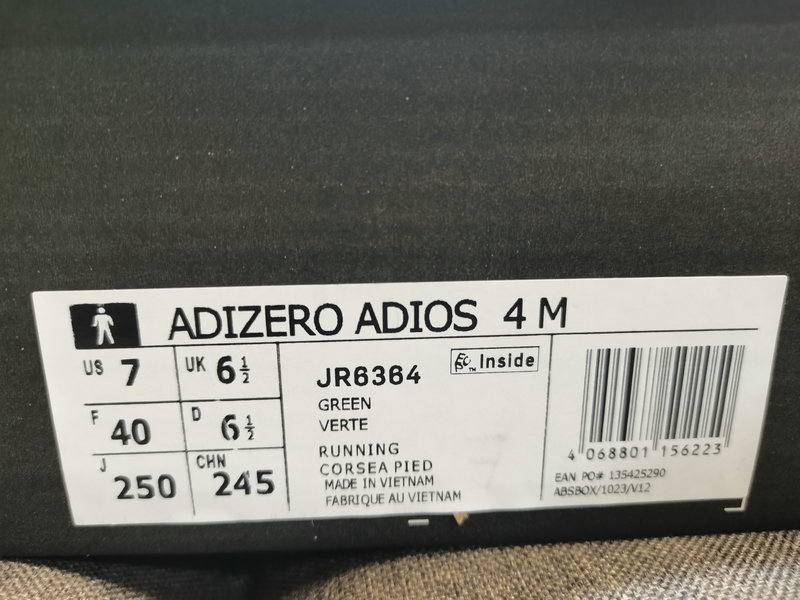 ADIZERO ADIOS 4 M
US 7 UK 6 1/2
F 40 D 6 1/2
J 250 CHN 245
JR6364
Inside
GREEN
VERTE
RUNNING
CORSEA PIED
MADE IN VIETNAM
FABRIQUE AU VIETNAM
4 068801 156223
EAN PO# 135425290
ABSBOX/1023/V12